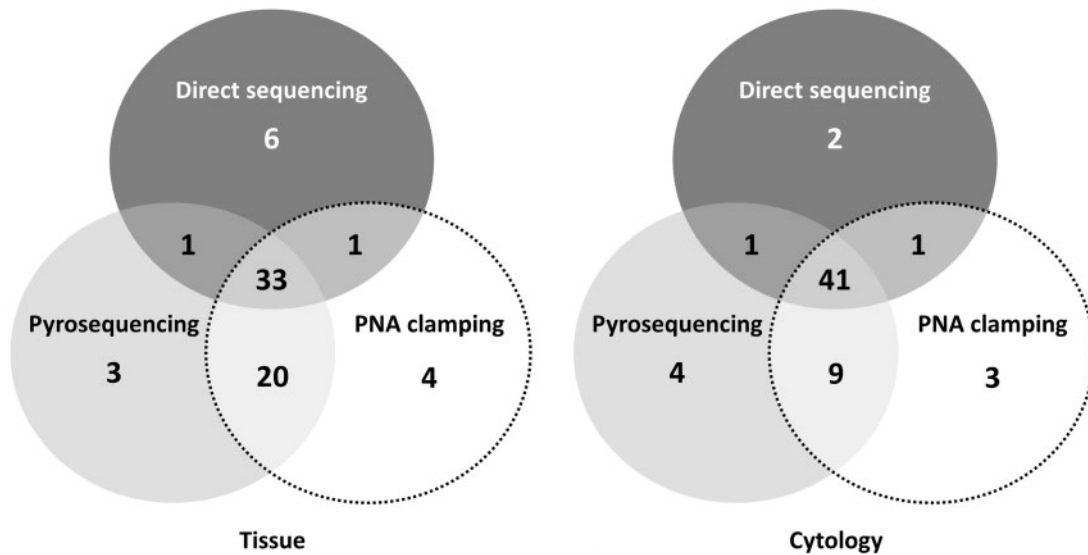 Direct sequencing
6
1
1
33
Pyrosequencing
PNA clamping
3
20
4
Tissue
Direct sequencing
2
1
1
41
Pyrosequencing
PNA clamping
4
9
3
Cytology